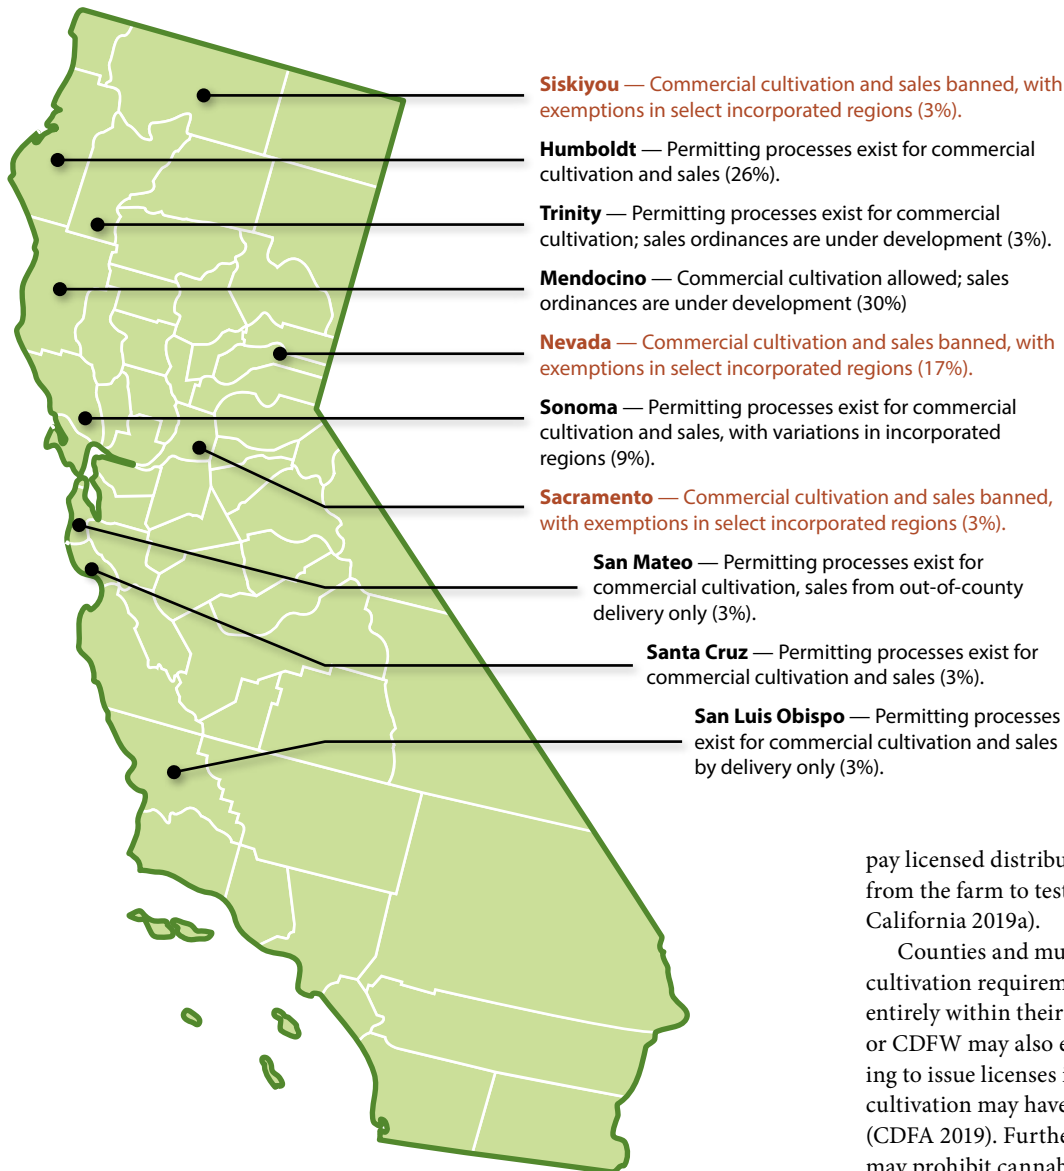 Siskiyou — Commercial cultivation and sales banned, with
exemptions in select incorporated regions (3%).
Humboldt — Permitting processes exist for commercial
cultivation and sales (26%).
Trinity — Permitting processes exist for commercial
cultivation; sales ordinances are under development (3%).
Mendocino — Commercial cultivation allowed; sales
ordinances are under development (30%)
Nevada — Commercial cultivation and sales banned, with
exemptions in select incorporated regions (17%).
Sonoma — Permitting processes exist for commercial
cultivation and sales, with variations in incorporated
regions (9%).
Sacramento — Commercial cultivation and sales banned,
with exemptions in select incorporated regions (3%).
San Mateo — Permitting processes exist for
commercial cultivation, sales from out-of-county
delivery only (3%).
Santa Cruz — Permitting processes exist for
commercial cultivation and sales (3%).
San Luis Obispo — Permitting processes
exist for commercial cultivation and sales
by delivery only (3%).
pay licensed distribu
from the farm to test
California 2019a).
Counties and mu
cultivation requirem
entirely within their
or CDFW may also e
ing to issue licenses i
cultivation may have
(CDFA 2019). Furthe
may prohibit cannab